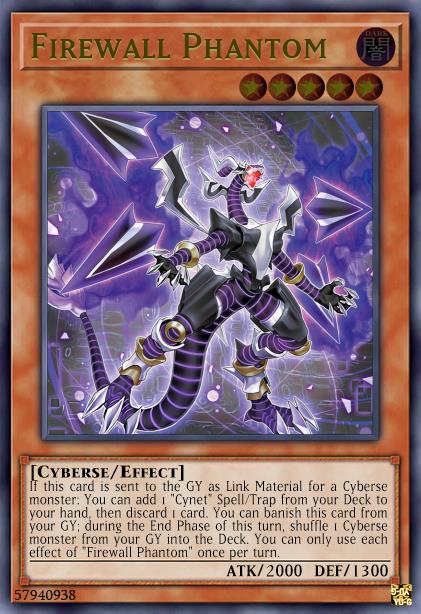 Firewall Phantom
DARK
闇
[Cyberse/Effect]
If this card is sent to the GY as Link Material for a Cyberse
monster: You can add 1 "Cynet" Spell/Trap from your Deck to
your hand, then discard 1 card. You can banish this card
from your GY; during the End Phase of this turn, shuffle 1 Cyberse
monster from your GY into the Deck. You can only use each
effect of "Firewall Phantom" once per turn.
ATK/2000 DEF/1300
57940938